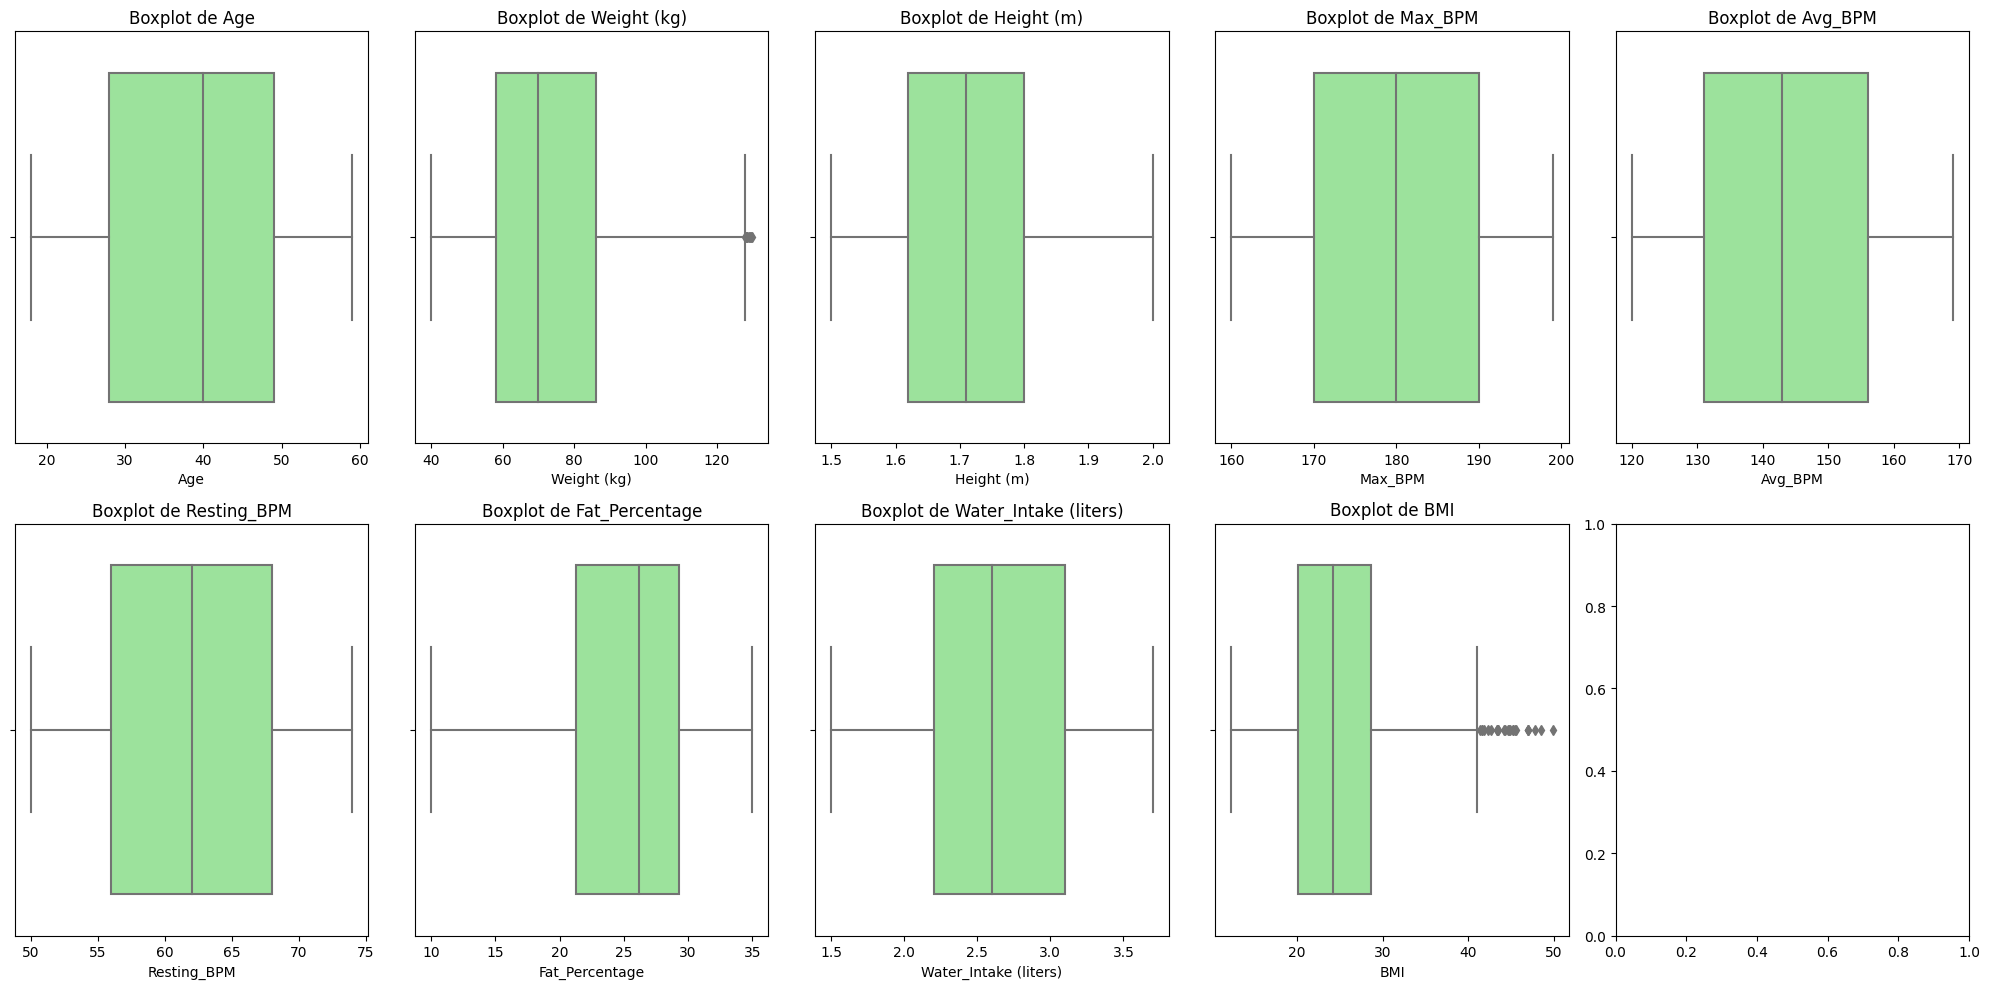 Boxplot de Age
Boxplot de Weight (kg)
Boxplot de Height (m)
Boxplot de Max_BPM
Boxplot de Avg_BPM
20 30 40 50 60
40 60 80 100 120
1.5 1.6 1.7 1.8 1.9 2.0
160 170 180 190 200
120 130 140 150 160 170
Age
Weight (kg)
Height (m)
Max_BPM
Avg_BPM
Boxplot de Resting_BPM
Boxplot de Fat_Percentage
Boxplot de Water_Intake (liters)
Boxplot de BMI
1.0
0.8
0.6
0.4
0.2
0.0
50 55 60 65 70 75
10 15 20 25 30 35
1.5 2.0 2.5 3.0 3.5
20 30 40 50
0.0 0.2 0.4 0.6 0.8 1.0
Resting_BPM
Fat_Percentage
Water_Intake (liters)
BMI